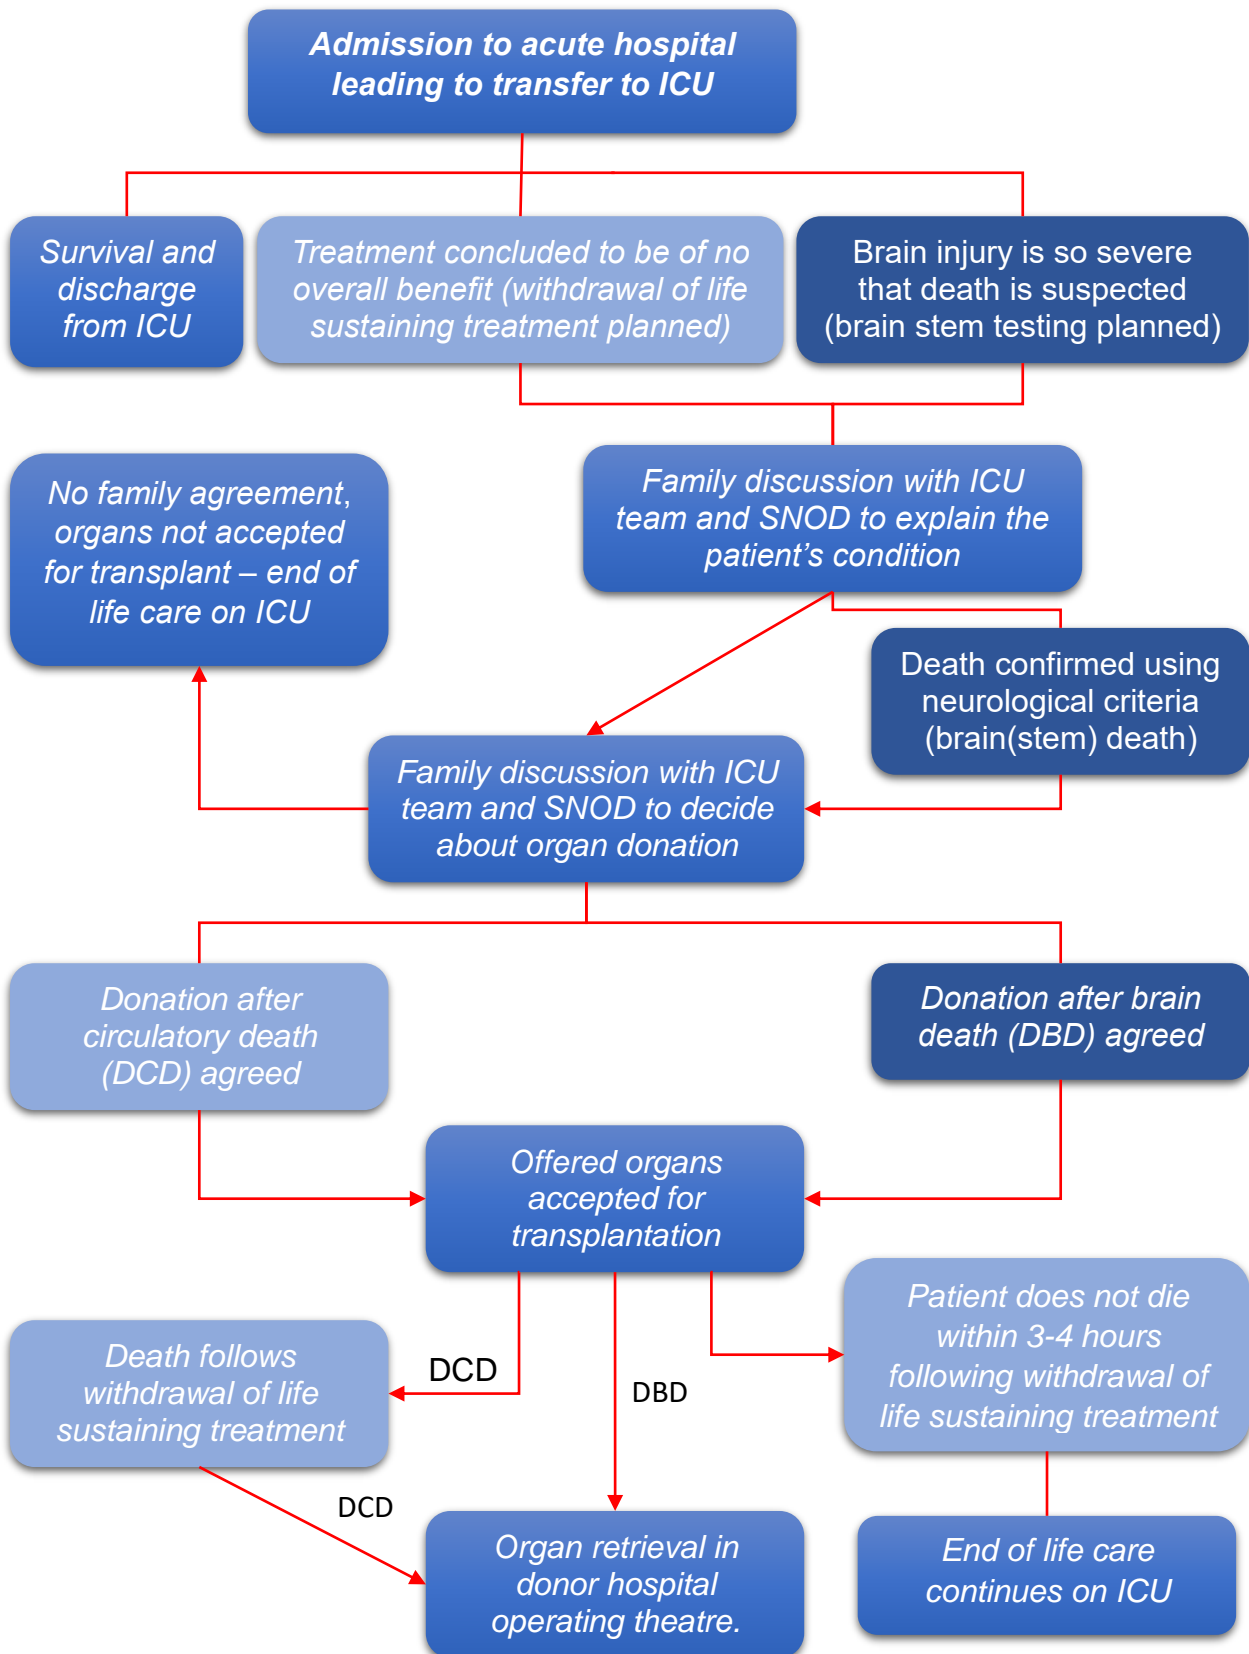 Admission to acute hospital
leading to transfer to ICU
Survival and
discharge
from ICU
Treatment concluded to be of no
overall benefit (withdrawal of life
sustaining treatment planned)
Brain injury is so severe
that death is suspected
(brain stem testing planned)
No family agreement,
organs not accepted
for transplant – end of
life care on ICU
Family discussion with ICU
team and SNOD to explain the
patient’s condition
Death confirmed using
neurological criteria
(brain(stem) death)
Family discussion with ICU
team and SNOD to decide
about organ donation
Donation after
circulatory death
(DCD) agreed
Donation after brain
death (DBD) agreed
Offered organs
accepted for
transplantation
Death follows
withdrawal of life
sustaining treatment
DCD
DBD
Patient does not die
within 3-4 hours
following withdrawal of
life sustaining treatment
DCD
Organ retrieval in
donor hospital
operating theatre.
End of life care
continues on ICU